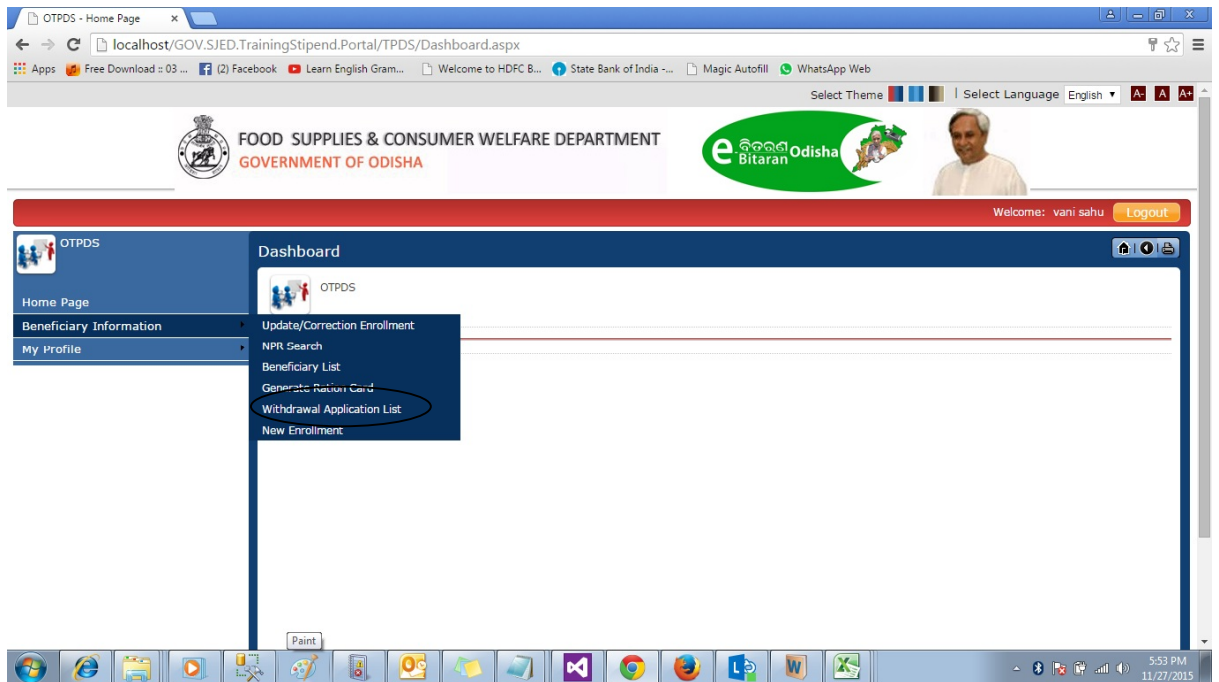 OTPDS - Home Page
localhost/GOV.SJED.TrainingStipend.Portal/TPDS/Dashboard.aspx
Apps Free Download :: 03 ... (2) Facebook Learn English Gram... Welcome to HDFC B... State Bank of India -... Magic Autofill WhatsApp Web
Select Theme | Select Language English A- A A+
FOOD SUPPLIES & CONSUMER WELFARE DEPARTMENT
GOVERNMENT OF ODISHA
e-ବିତରଣ
Bitaran Odisha
Welcome: vani sahu Logout
OTPDS
Dashboard
OTPDS
Home Page
Beneficiary Information
My Profile
Update/Correction Enrollment
NPR Search
Beneficiary List
Generate Ration Card
Withdrawal Application List
New Enrollment
Paint
5:53 PM
11/27/2015